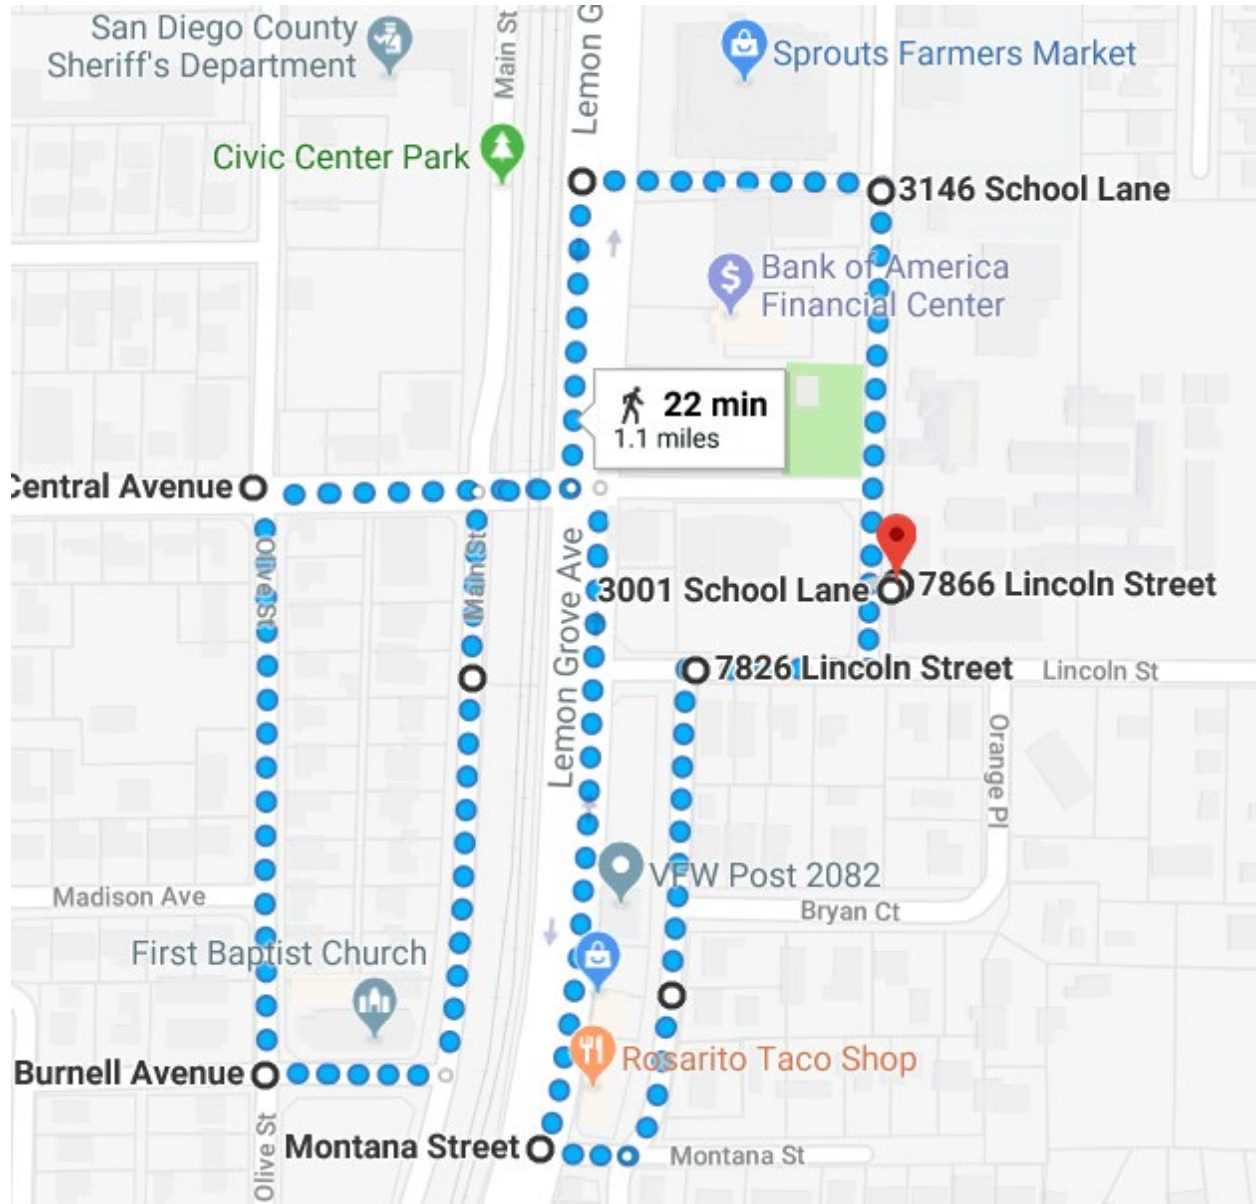 San Diego County
Sheriff's Department
Main St
Lemon G
Sprouts Farmers Market
Civic Center Park
3146 School Lane
Bank of America
Financial Center
$
22 min
1.1 miles
Central Avenue
Olive St
Main St
Lemon Grove Ave
3001 School Lane
7866 Lincoln Street
7826 Lincoln Street
Lincoln St
Orange Pl
VFW Post 2082
Madison Ave
Bryan Ct
First Baptist Church
Rosarito Taco Shop
Burnell Avenue
Olive St
Montana Street
Montana St